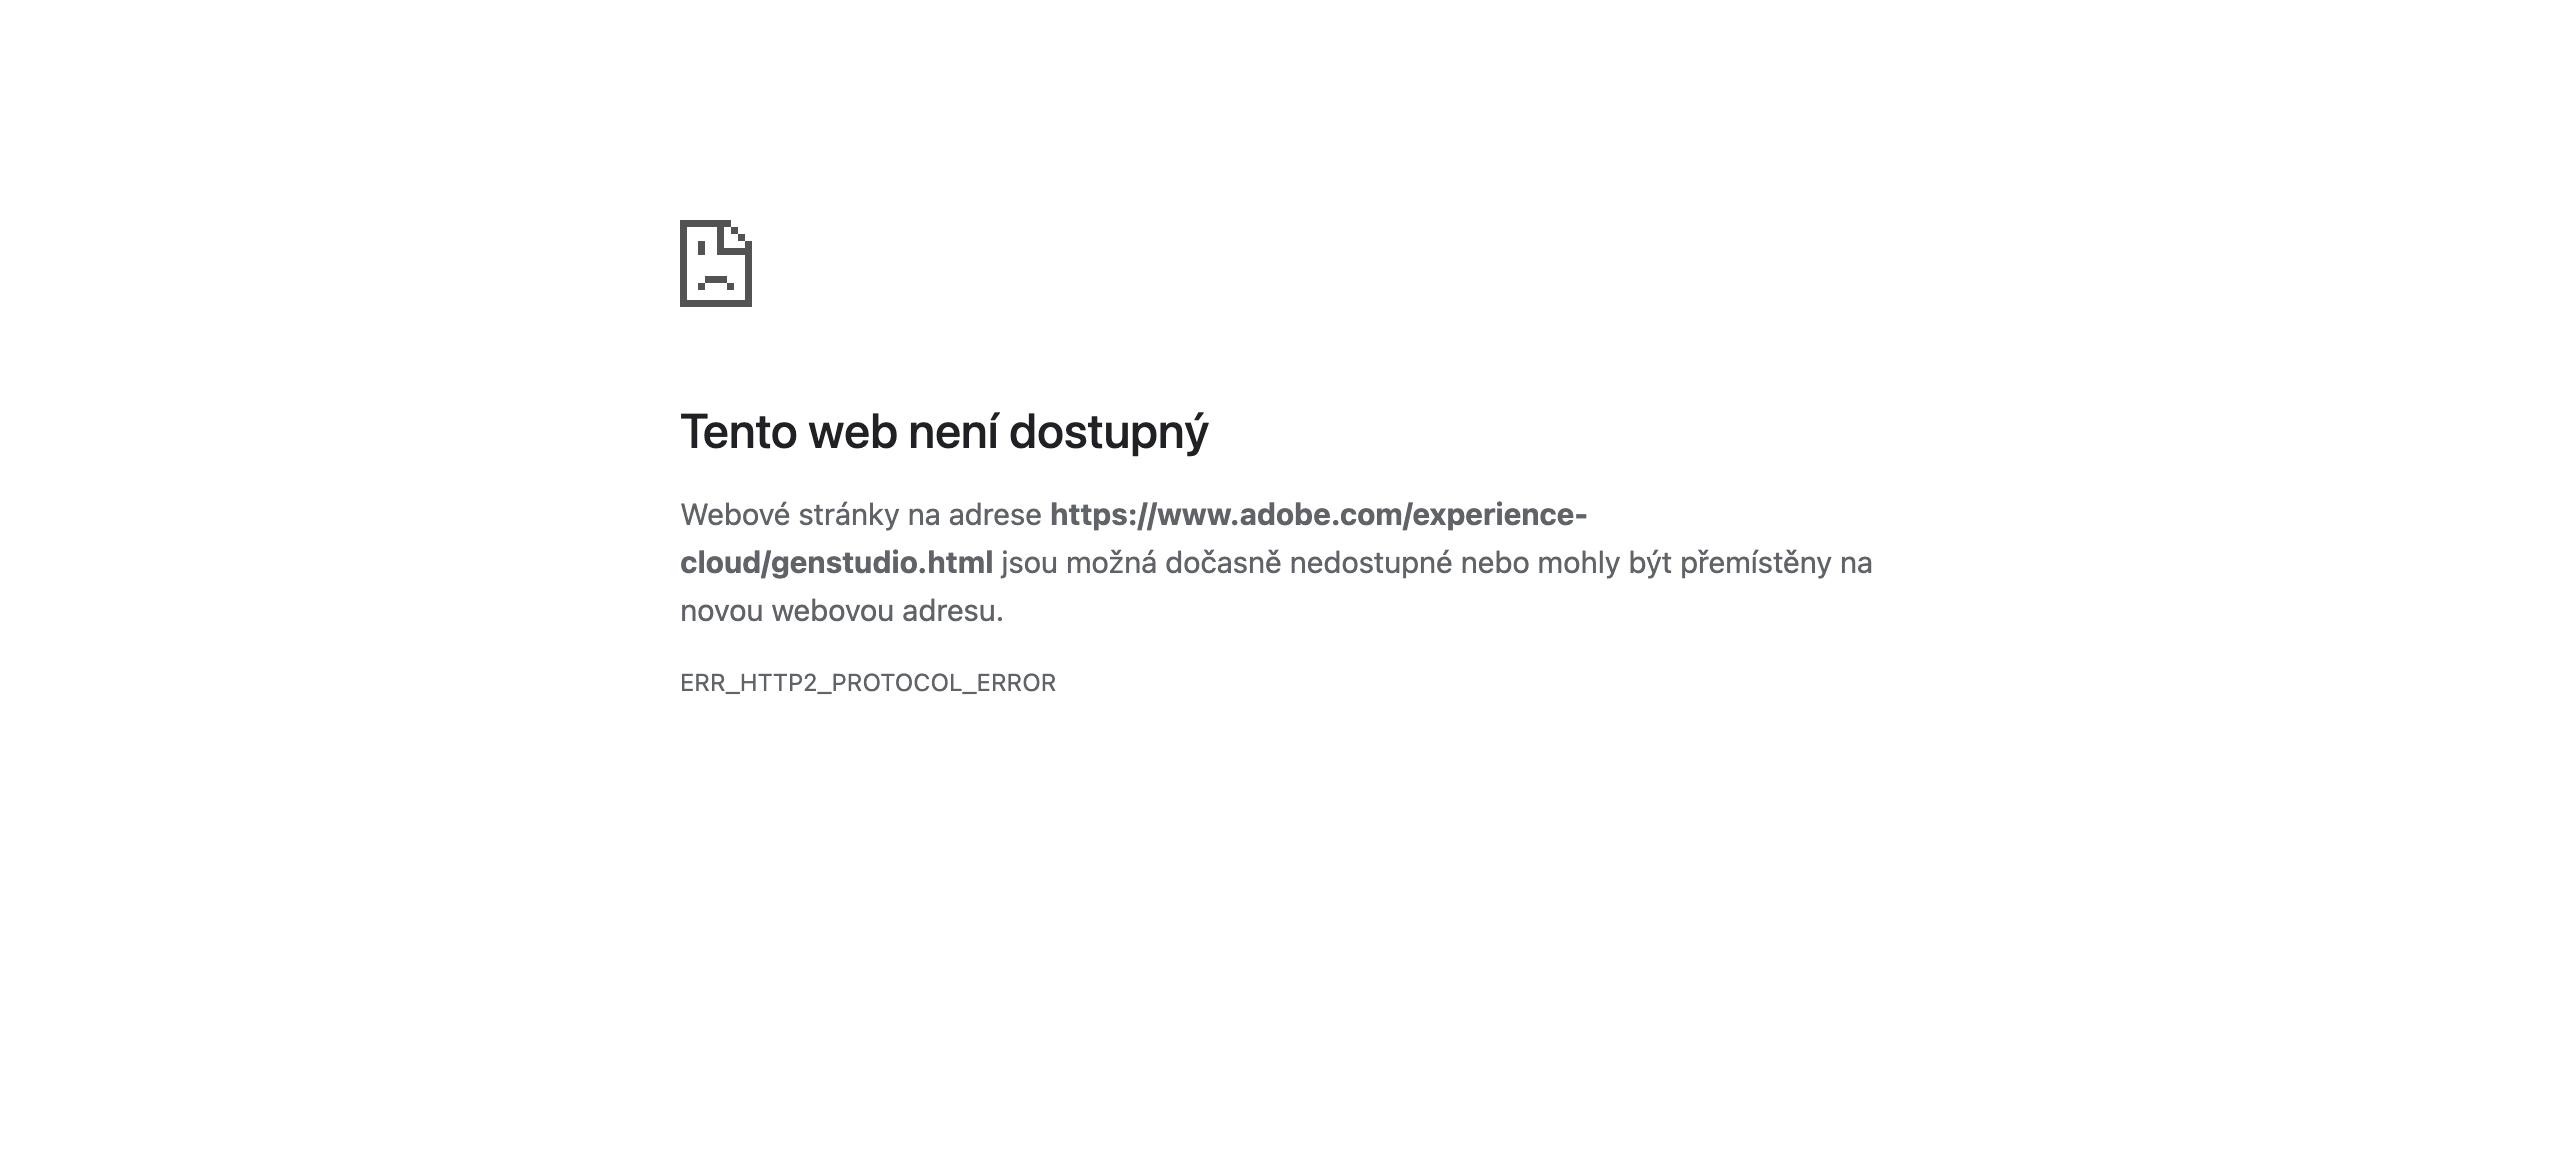 Tento web není dostupný
Webové stránky na adrese https://www.adobe.com/experience-
cloud/genstudio.html jsou možná dočasně nedostupné nebo mohly být přemístěny na
novou webovou adresu.
ERR_HTTP2_PROTOCOL_ERROR